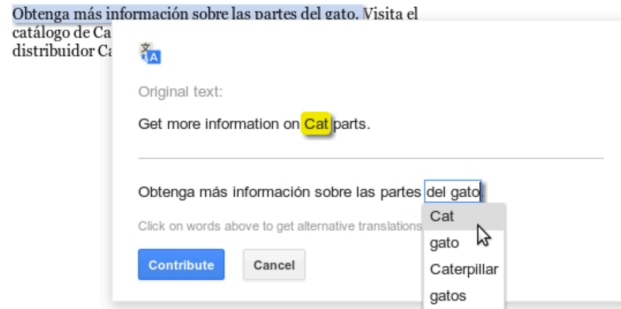 Obtenga más información sobre las partes del gato. Visita el
catálogo de Ca
distribuidor Ca
文A
Original text:
Get more information on Cat parts.
Obtenga más información sobre las partes del gato
Click on words above to get alternative translations
Cat
gato
Caterpillar
gatos
Contribute Cancel